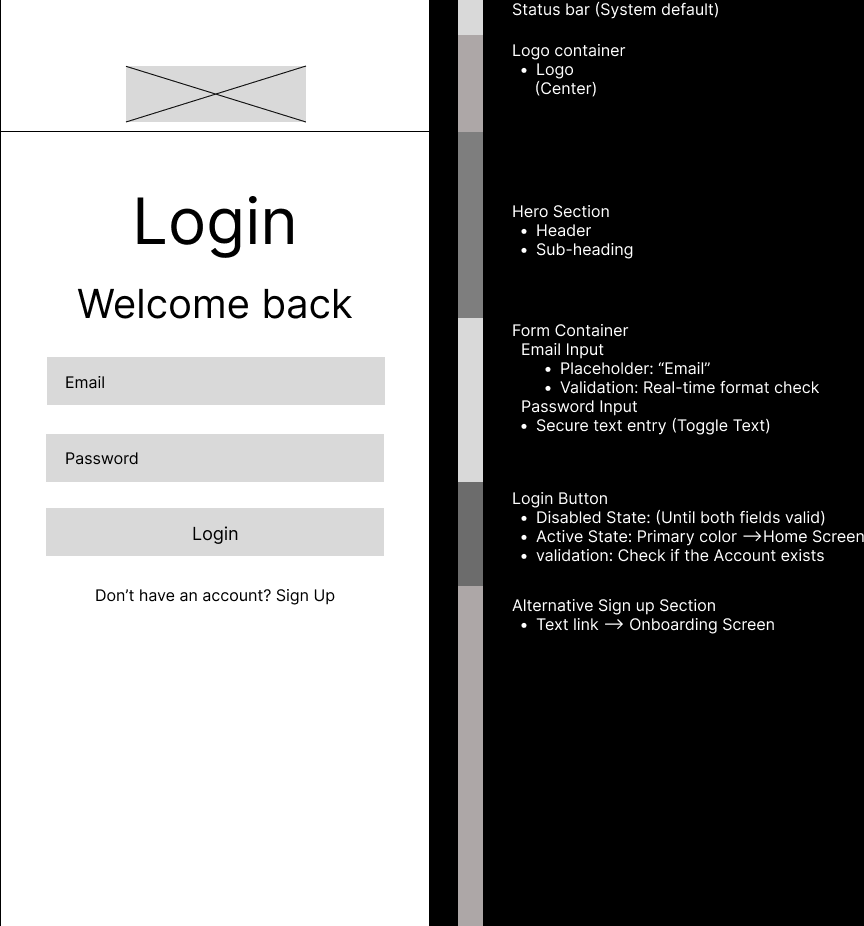 Login
Welcome back
Email
Password
Login
Don’t have an account? Sign Up
Status bar (System default)
Logo container
• Logo
(Center)
Hero Section
• Header
• Sub-heading
Form Container
Email Input
• Placeholder: “Email”
• Validation: Real-time format check
Password Input
• Secure text entry (Toggle Text)
Login Button
• Disabled State: (Until both fields valid)
• Active State: Primary color —>Home Screen
• validation: Check if the Account exists
Alternative Sign up Section
• Text link —> Onboarding Screen